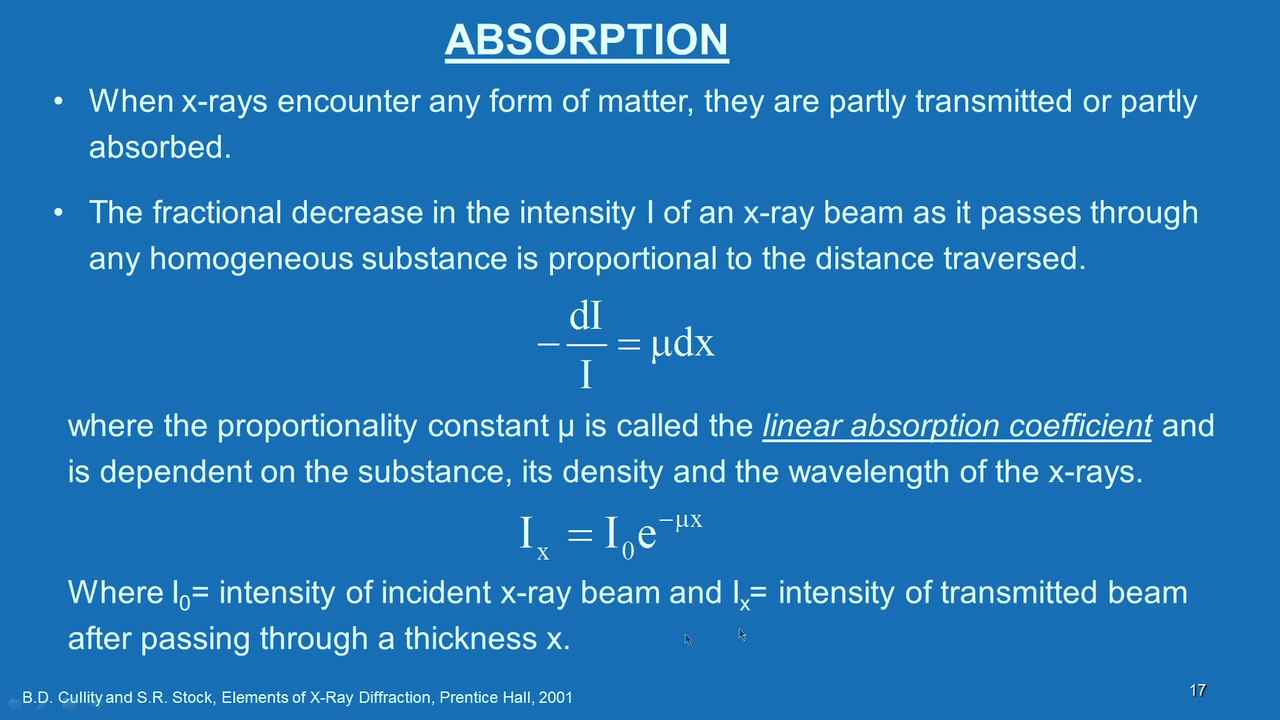 ABSORPTION
• When x-rays encounter any form of matter, they are partly transmitted or partly
absorbed.
• The fractional decrease in the intensity I of an x-ray beam as it passes through
any homogeneous substance is proportional to the distance traversed.
− dI/I = μdx
where the proportionality constant μ is called the linear absorption coefficient and
is dependent on the substance, its density and the wavelength of the x-rays.
Iₓ = I₀e^(−μx)
Where I₀= intensity of incident x-ray beam and Iₓ= intensity of transmitted beam
after passing through a thickness x.
B.D. Cullity and S.R. Stock, Elements of X-Ray Diffraction, Prentice Hall, 2001
17